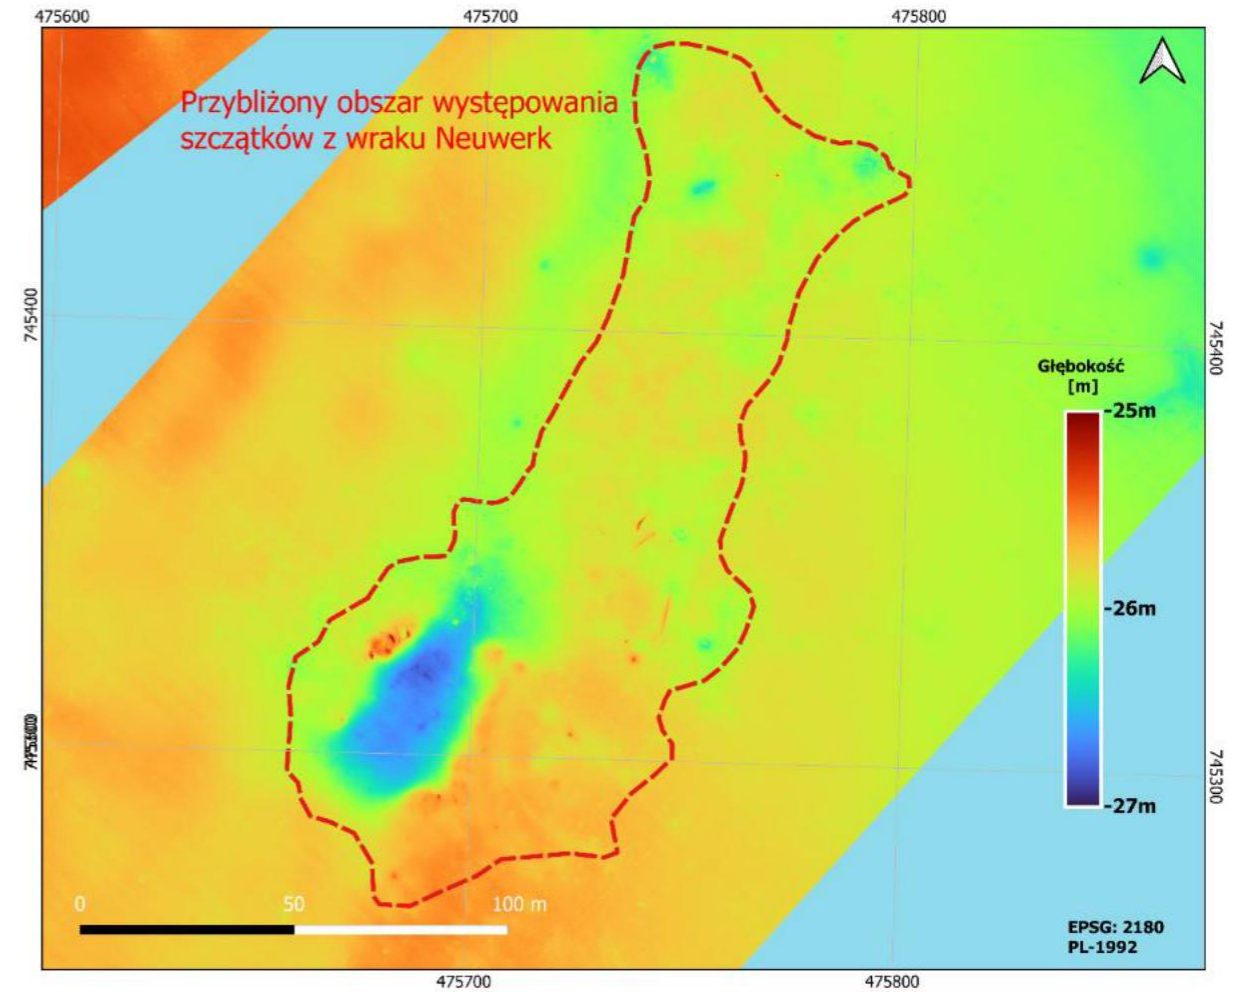 475600 475700 475800
Przybliżony obszar występowania
szczątków z wraku Neuwerk
745400
745400
Głębokość
[m]
-25m
-26m
745300
-27m
0 50 100 m
EPSG: 2180
PL-1992
475700 475800